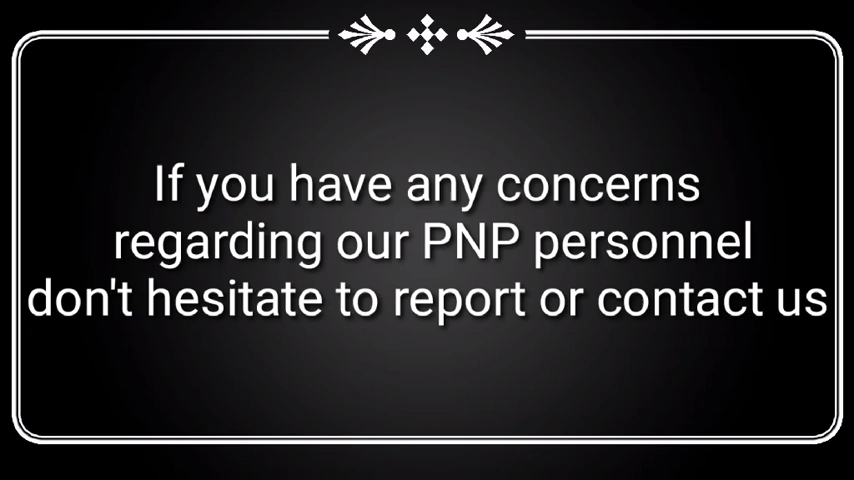 If you have any concerns
regarding our PNP personnel
don't hesitate to report or contact us